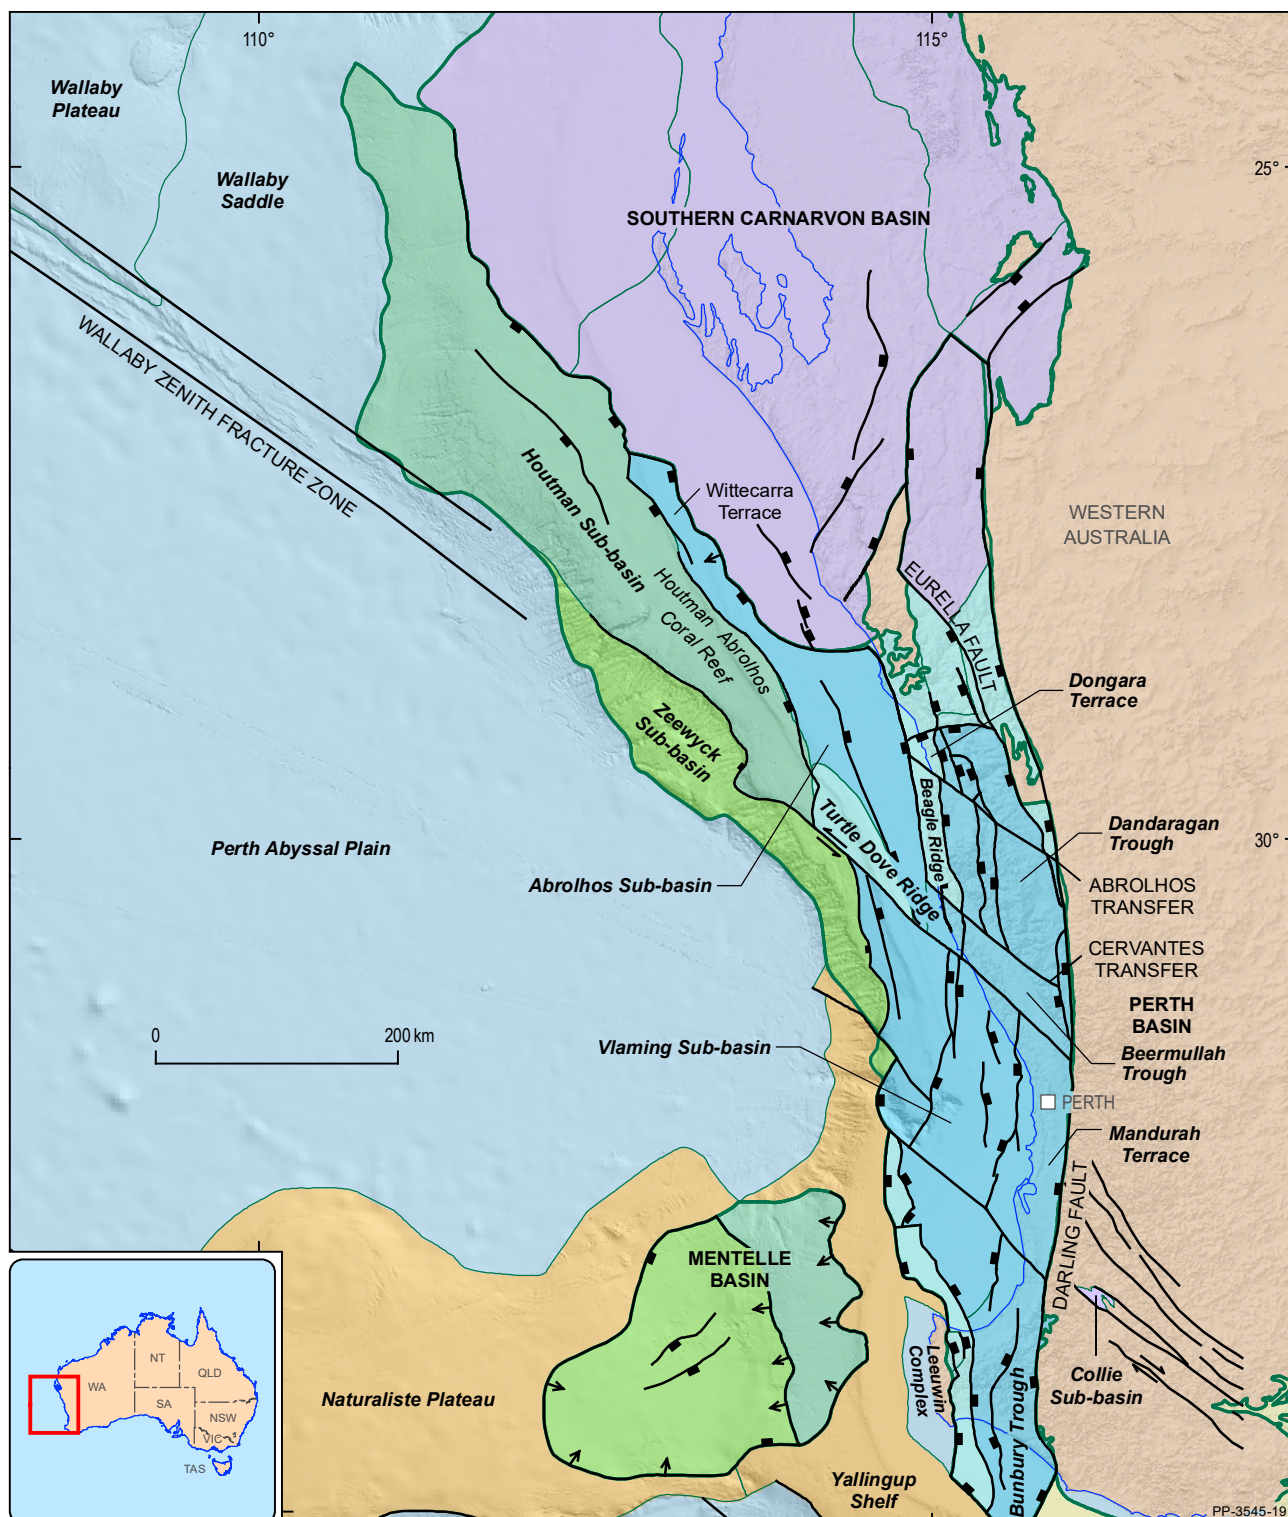 110°
115°
Wallaby
Plateau
25°
Wallaby
Saddle
SOUTHERN CARNARVON BASIN
WALLABY ZENITH FRACTURE ZONE
Houtman Sub-basin
Wittecarra
Terrace
WESTERN
AUSTRALIA
EURELLA FAULT
Houtman Abrolhos
Coral Reef
Dongara
Terrace
Zeewyck
Sub-basin
Turtle Dove Ridge
Beagle Ridge
Dandaragan
Trough
30°
Perth Abyssal Plain
Abrolhos Sub-basin
ABROLHOS
TRANSFER
CERVANTES
TRANSFER
PERTH
BASIN
0
200 km
Vlaming Sub-basin
Beermullah
Trough
PERTH
Mandurah
Terrace
DARLING FAULT
MENTELLE
BASIN
Leeuwin
Complex
Collie
Sub-basin
Naturaliste Plateau
Bunbury Trough
Yallingup
Shelf
NT
QLD
WA
SA
NSW
VIC
TAS
PP-3545-19